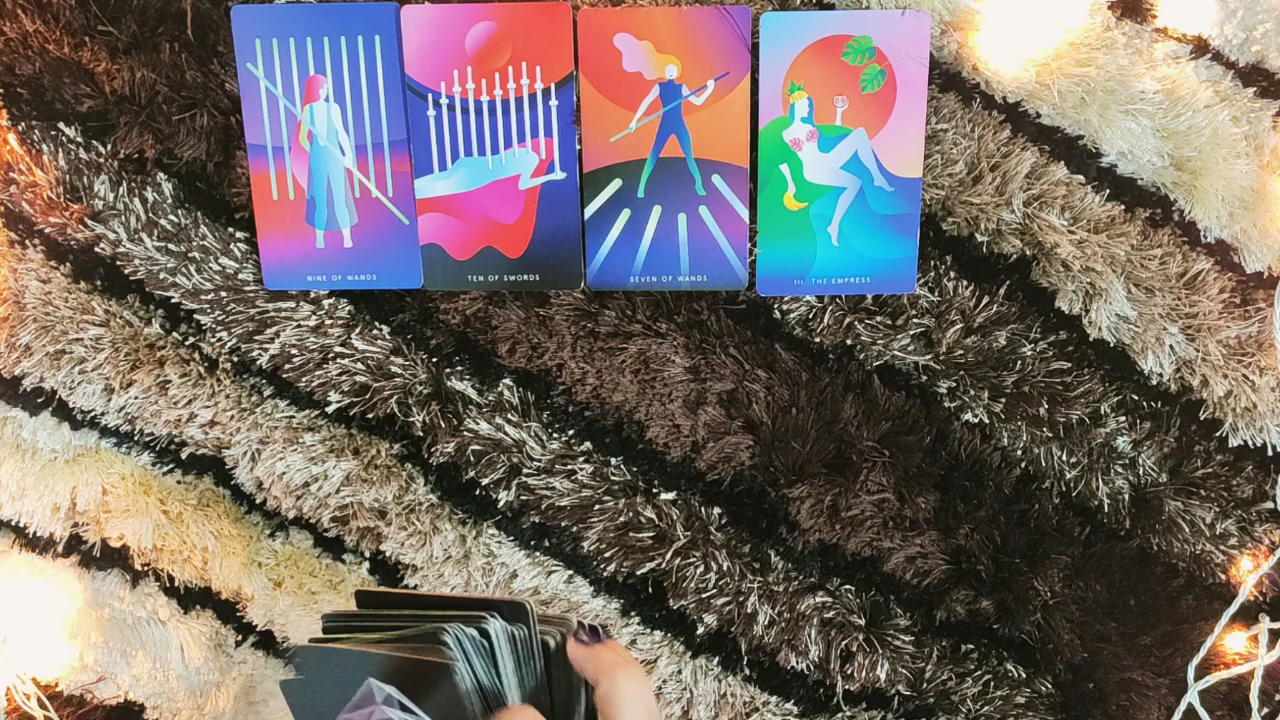 NINE OF WANDS
TEN OF SWORDS
SEVEN OF WANDS
III THE EMPRESS